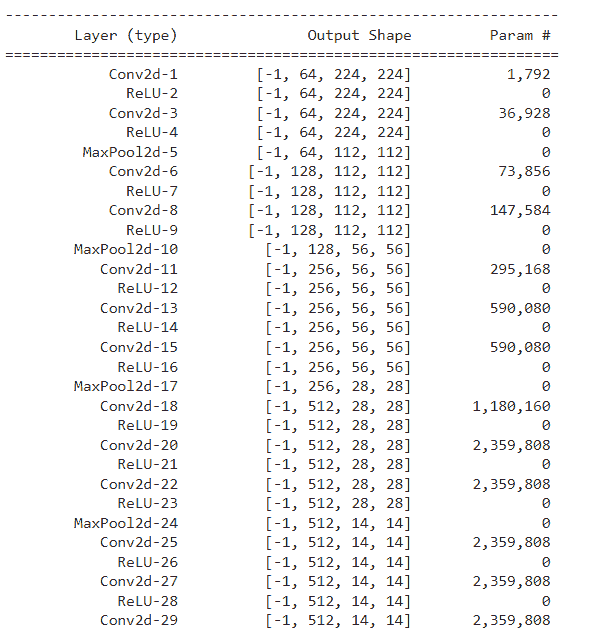 ----------------------------------------------------------------
Layer (type) Output Shape Param #
================================================================
Conv2d-1 [-1, 64, 224, 224] 1,792
ReLU-2 [-1, 64, 224, 224] 0
Conv2d-3 [-1, 64, 224, 224] 36,928
ReLU-4 [-1, 64, 224, 224] 0
MaxPool2d-5 [-1, 64, 112, 112] 0
Conv2d-6 [-1, 128, 112, 112] 73,856
ReLU-7 [-1, 128, 112, 112] 0
Conv2d-8 [-1, 128, 112, 112] 147,584
ReLU-9 [-1, 128, 112, 112] 0
MaxPool2d-10 [-1, 128, 56, 56] 0
Conv2d-11 [-1, 256, 56, 56] 295,168
ReLU-12 [-1, 256, 56, 56] 0
Conv2d-13 [-1, 256, 56, 56] 590,080
ReLU-14 [-1, 256, 56, 56] 0
Conv2d-15 [-1, 256, 56, 56] 590,080
ReLU-16 [-1, 256, 56, 56] 0
MaxPool2d-17 [-1, 256, 28, 28] 0
Conv2d-18 [-1, 512, 28, 28] 1,180,160
ReLU-19 [-1, 512, 28, 28] 0
Conv2d-20 [-1, 512, 28, 28] 2,359,808
ReLU-21 [-1, 512, 28, 28] 0
Conv2d-22 [-1, 512, 28, 28] 2,359,808
ReLU-23 [-1, 512, 28, 28] 0
MaxPool2d-24 [-1, 512, 14, 14] 0
Conv2d-25 [-1, 512, 14, 14] 2,359,808
ReLU-26 [-1, 512, 14, 14] 0
Conv2d-27 [-1, 512, 14, 14] 2,359,808
ReLU-28 [-1, 512, 14, 14] 0
Conv2d-29 [-1, 512, 14, 14] 2,359,808